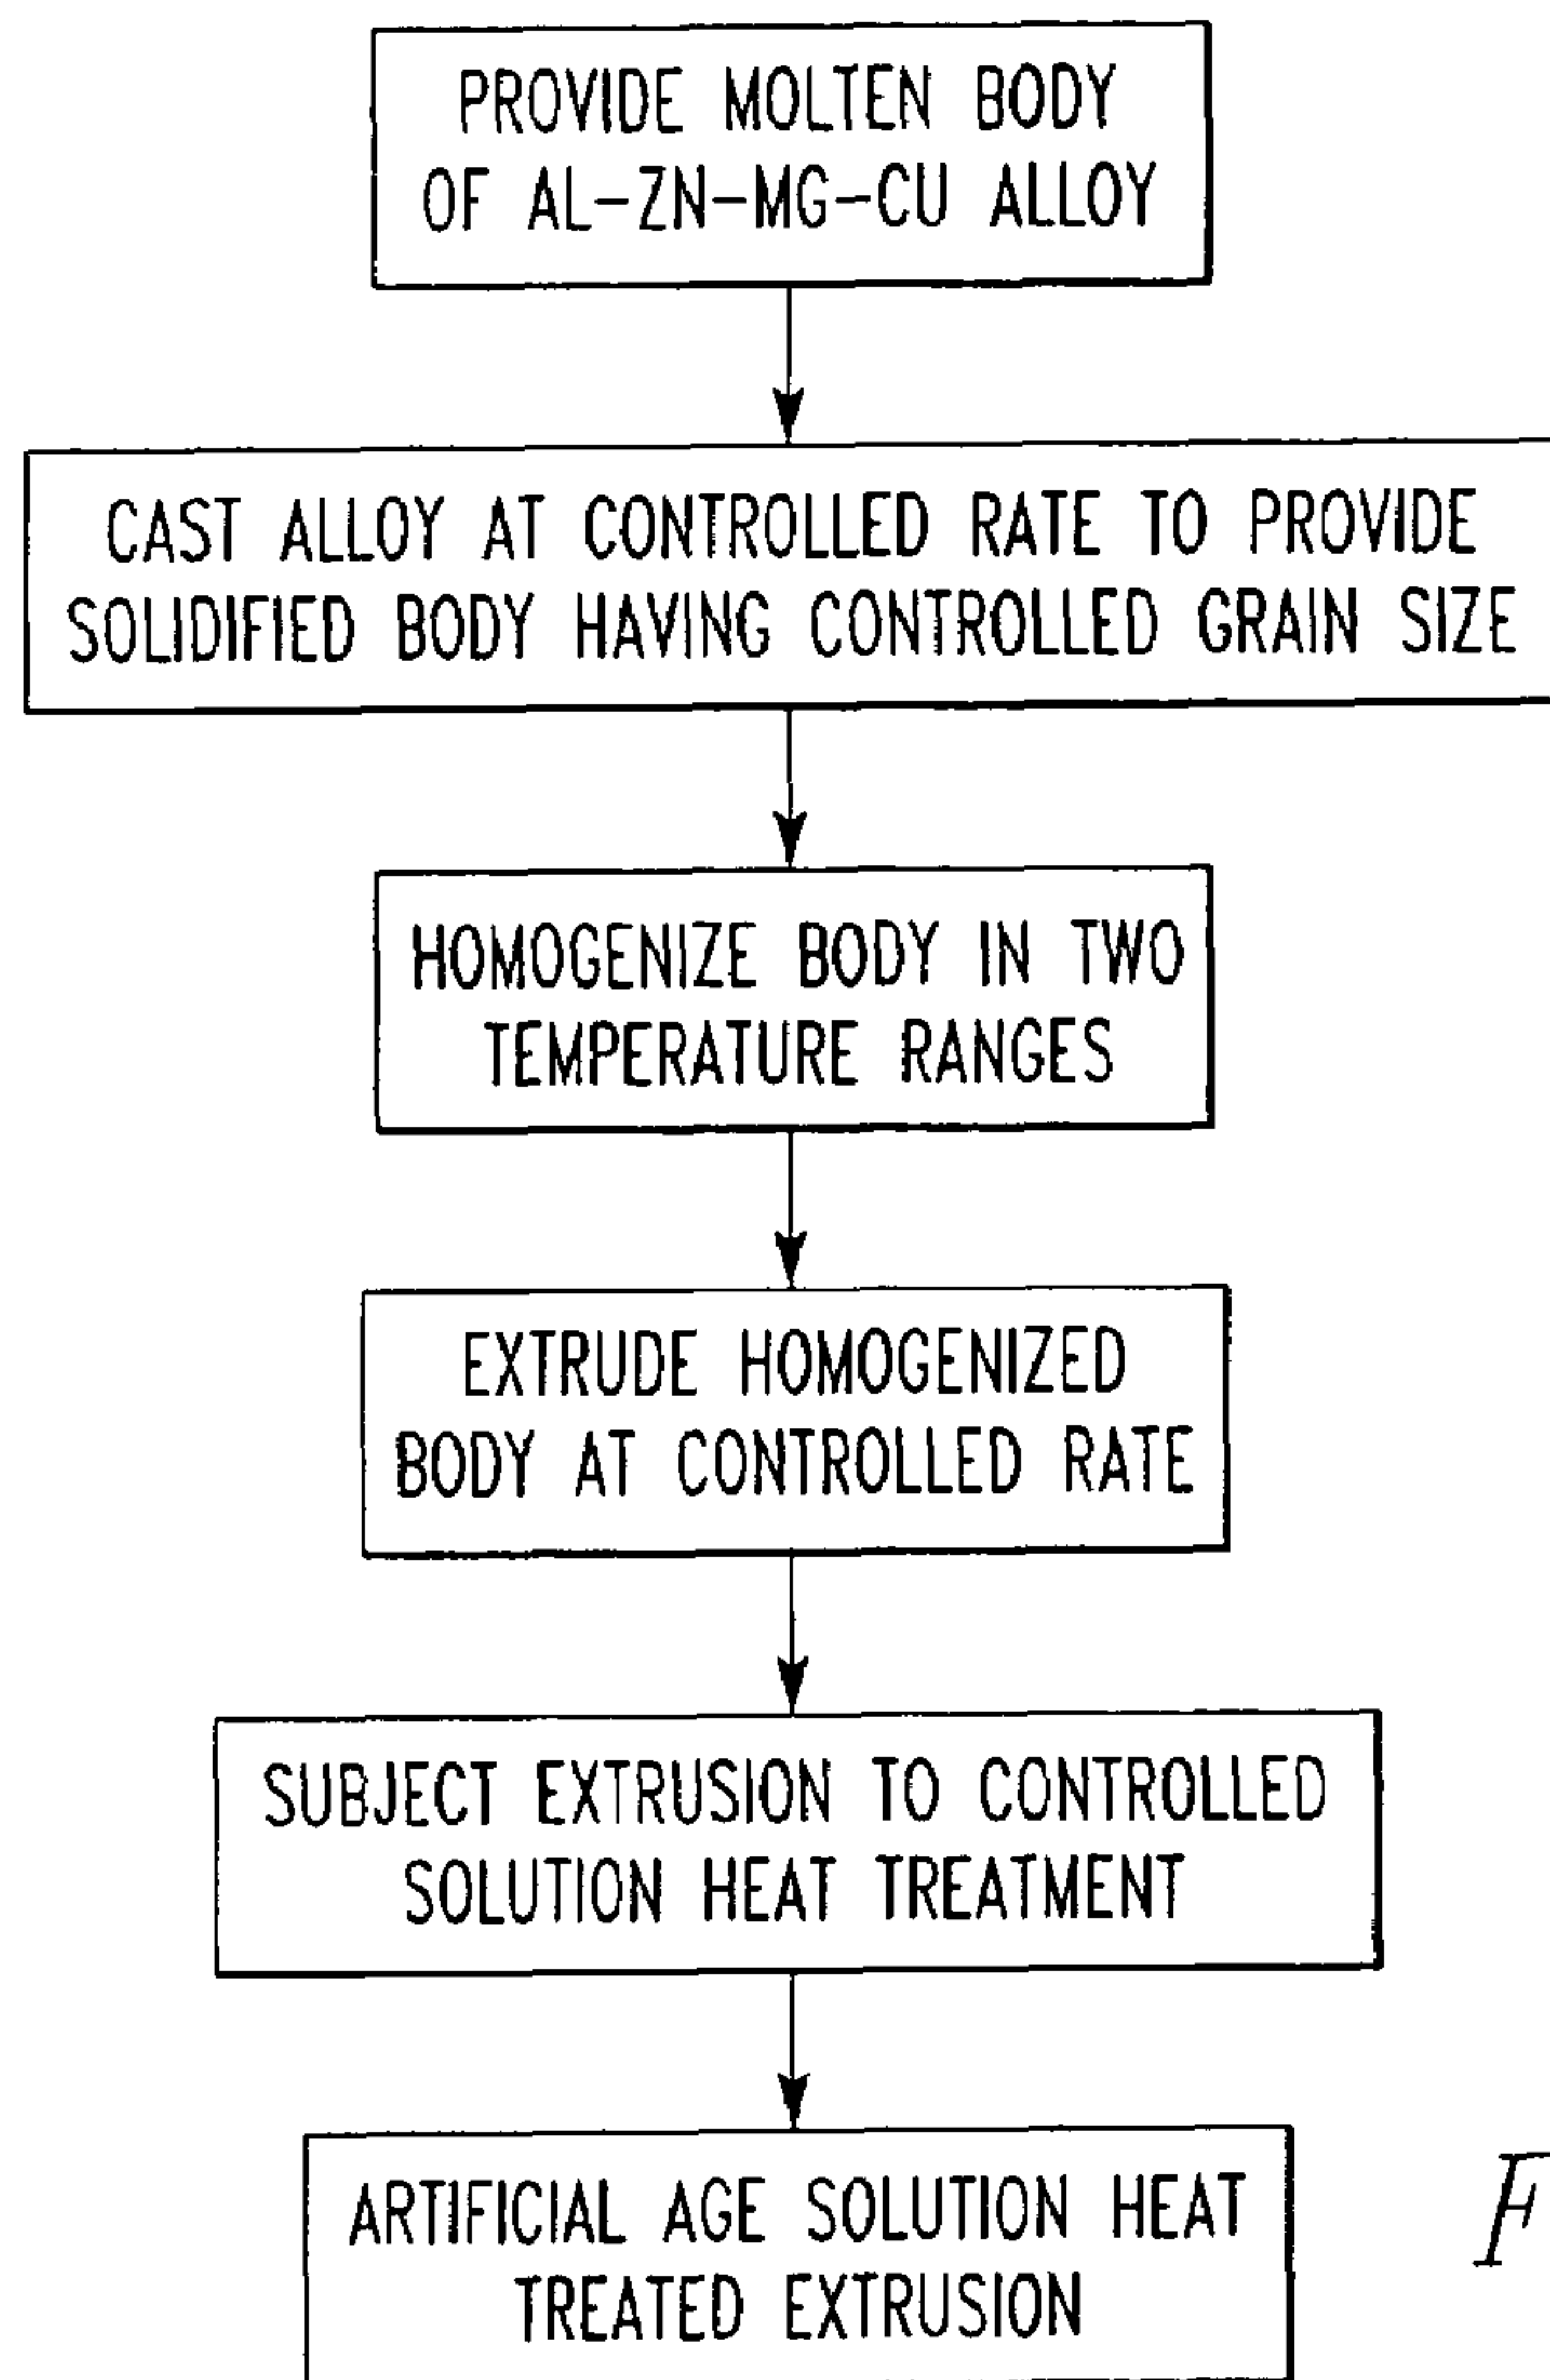 PROVIDE MOLTEN BODY
OF AL-ZN-MG-CU ALLOY
CAST ALLOY AT CONTROLLED RATE TO PROVIDE
SOLIDIFIED BODY HAVING CONTROLLED GRAIN SIZE
HOMOGENIZE BODY IN TWO
TEMPERATURE RANGES
EXTRUDE HOMOGENIZED
BODY AT CONTROLLED RATE
SUBJECT EXTRUSION TO CONTROLLED
SOLUTION HEAT TREATMENT
ARTIFICIAL AGE SOLUTION HEAT
TREATED EXTRUSION